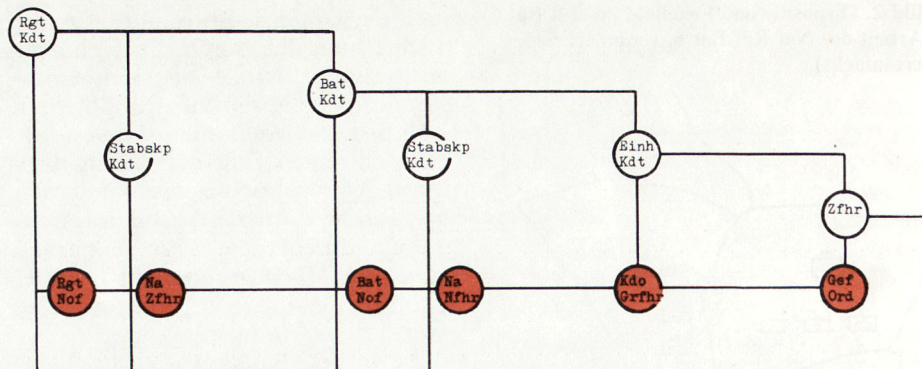 Rgt
Kdt
Bat
Kdt
Stabskp
Kdt
Stabskp
Kdt
Einh
Kdt
Zfhr
Rgt
Nof
Na
Zfhr
Bat
Nof
Na
Nfhr
Kdo
Grfhr
Gef
Ord